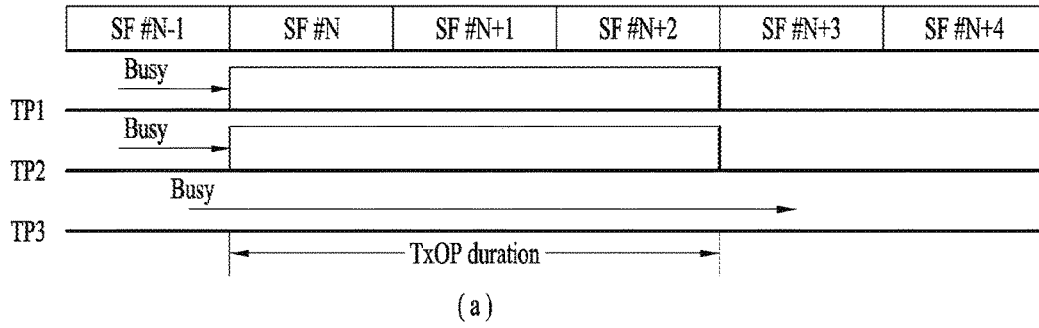 SF #N-1 SF #N SF #N+1 SF #N+2 SF #N+3 SF #N+4
Busy
TP1
Busy
TP2
Busy
TP3
TxOP duration
(a)